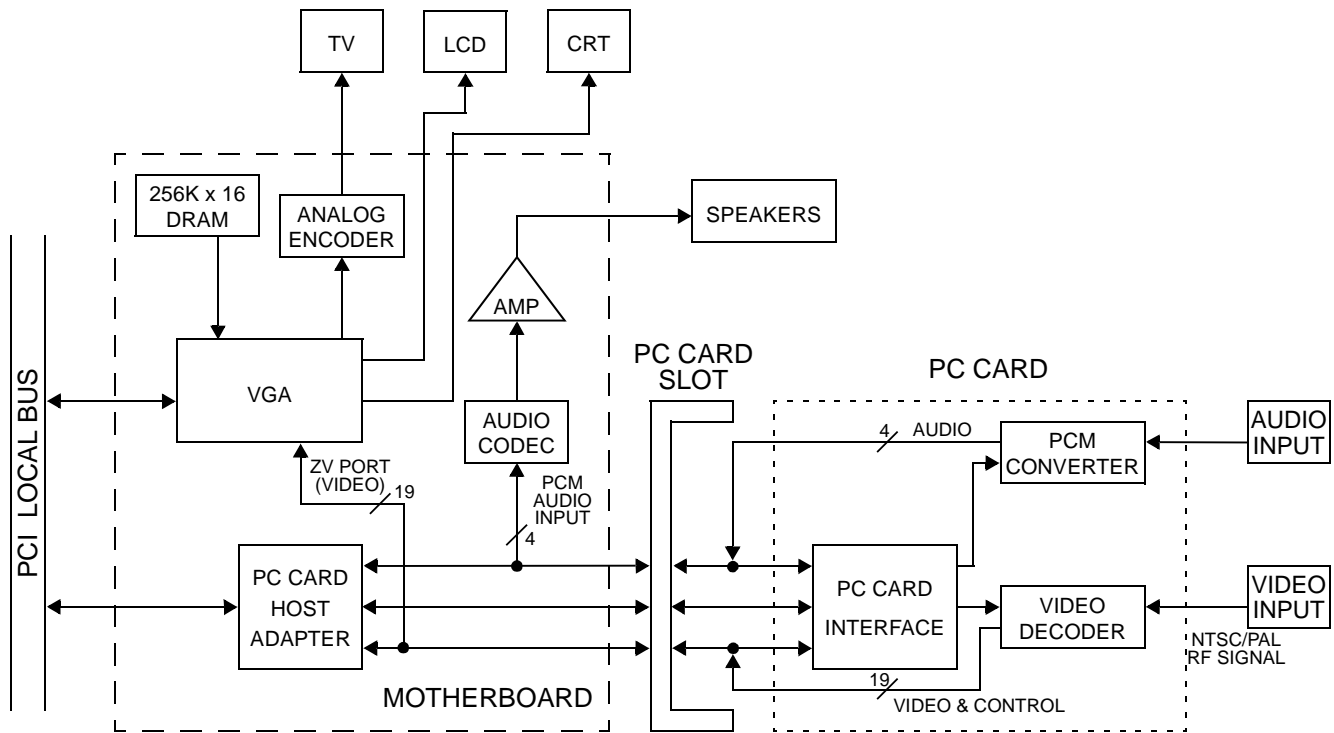 TV
LCD
CRT
256K x 16
DRAM
ANALOG
ENCODER
SPEAKERS
AMP
PCI LOCAL BUS
VGA
AUDIO
CODEC
ZV PORT
(VIDEO)
19
PCM
AUDIO
INPUT
4
PC CARD
SLOT
PC CARD
4
AUDIO
PCM
CONVERTER
AUDIO
INPUT
PC CARD
HOST
ADAPTER
PC CARD
INTERFACE
VIDEO
DECODER
VIDEO
INPUT
NTSC/PAL
RF SIGNAL
19
VIDEO & CONTROL
MOTHERBOARD